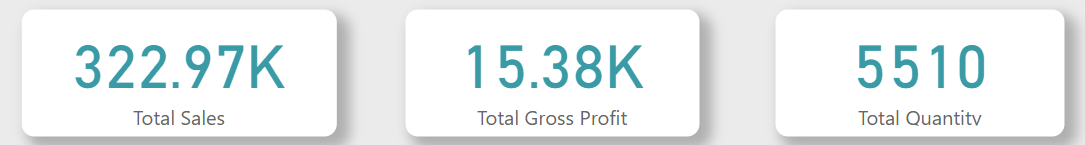 322.97K
Total Sales
15.38K
Total Gross Profit
5510
Total Quantity